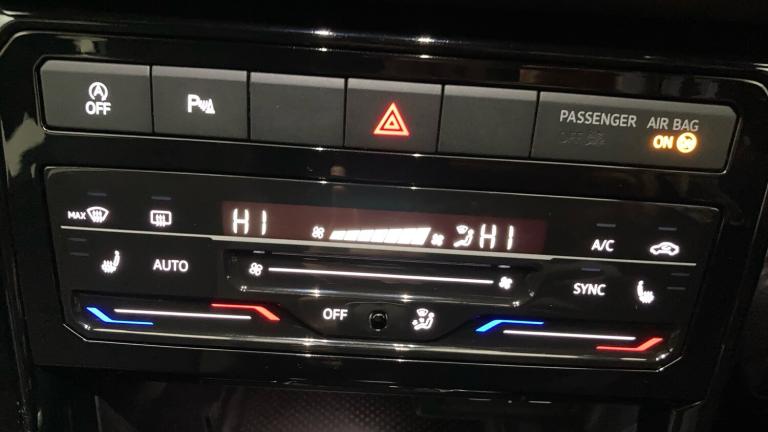 OFF
P
PASSENGER AIR BAG
OFF
ON
MAX
HI
HI
A/C
AUTO
SYNC
OFF